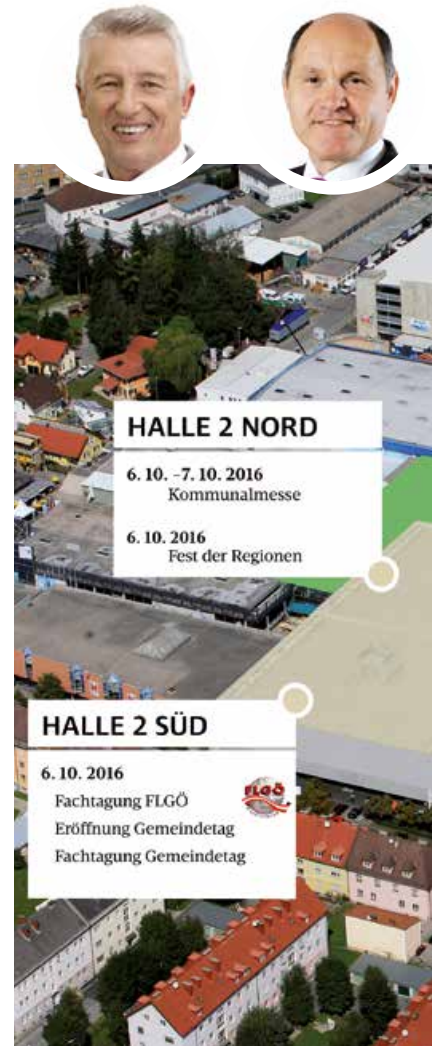 HALLE 2 NORD
6. 10. –7. 10. 2016
Kommunalmesse
6. 10. 2016
Fest der Regionen
HALLE 2 SÜD
6. 10. 2016
Fachtagung FLGÖ
FLGÖ
Eröffnung Gemeindetag
Fachtagung Gemeindetag